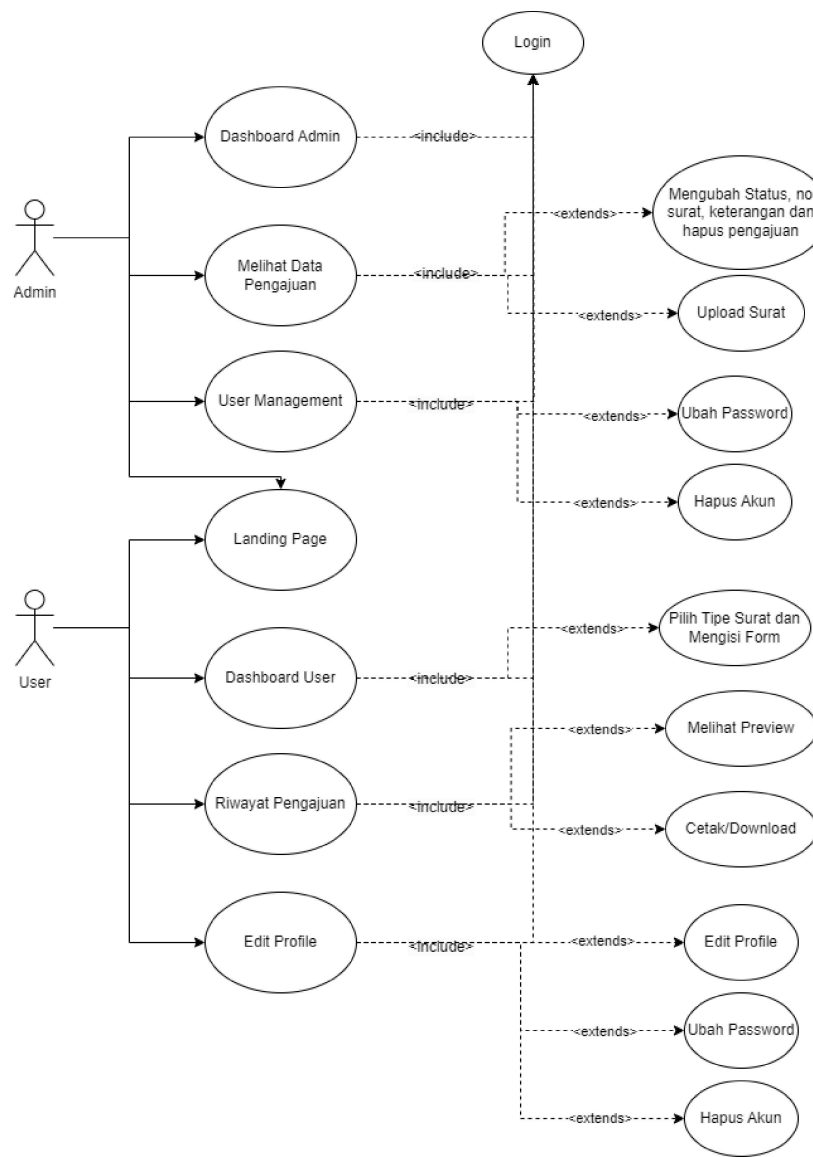 Login
Dashboard Admin
<include>
Mengubah Status, no
surat, keterangan dan
hapus pengajuan
<extends>
Admin
Melihat Data
Pengajuan
<include>
<extends>
Upload Surat
User Management
<include>
<extends>
Ubah Password
<extends>
Hapus Akun
Landing Page
User
Pilih Tipe Surat dan
Mengisi Form
<extends>
Dashboard User
<include>
<extends>
Melihat Preview
Riwayat Pengajuan
<include>
<extends>
Cetak/Download
Edit Profile
<include>
<extends>
Edit Profile
<extends>
Ubah Password
<extends>
Hapus Akun